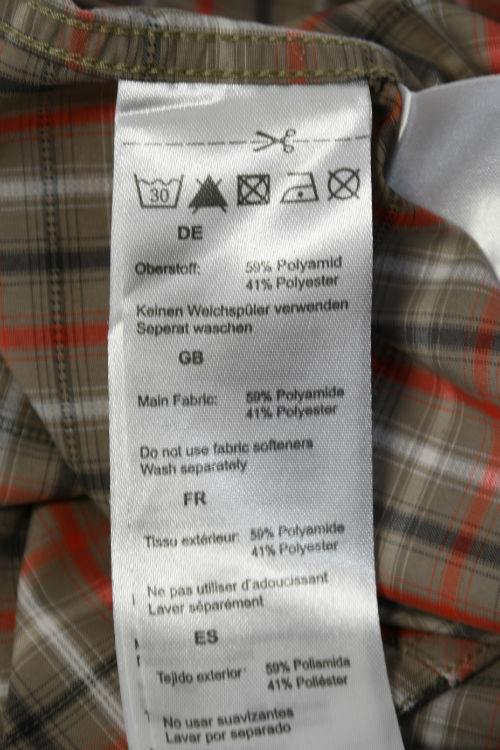 30
DE
Oberstoff: 59% Polyamid
41% Polyester
Keinen Weichspüler verwenden
Seperat waschen
GB
Main Fabric: 59% Polyamide
41% Polyester
Do not use fabric softeners
Wash separately
FR
Tissu extérieur: 59% Polyamide
41% Polyester
Ne pas utiliser d'adoucissant
Laver séparément
ES
Tejido exterior: 59% Poliamida
41% Poliéster
No usar suavizantes
Lavar por separado